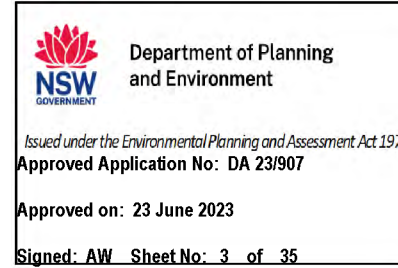 Department of Planning
and Environment
NSW
GOVERNMENT
Issued under the Environmental Planning and Assessment Act 197
Approved Application No: DA 23/907
Approved on: 23 June 2023
Signed: AW Sheet No: 3 of 35